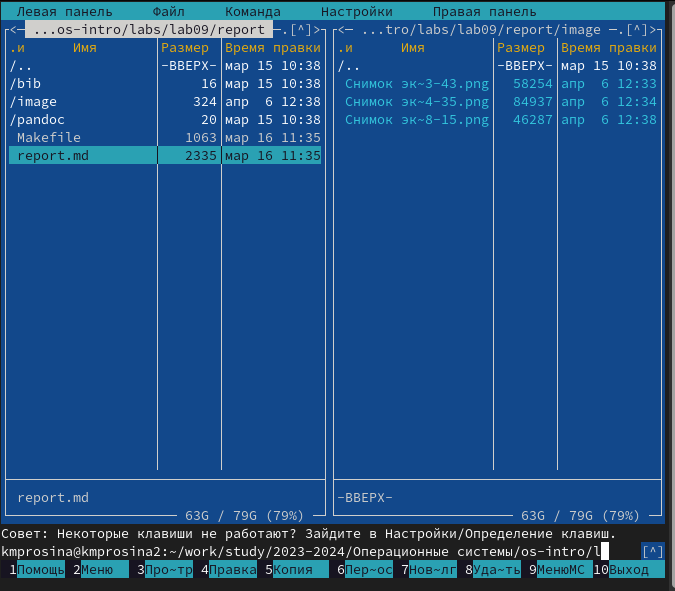 Левая панель Файл Команда Настройки Правая панель
<─ ...os-intro/labs/lab09/report ─.[^]>
.и Имя Размер Время правки
/.. -ВВЕРХ- мар 15 10:38
/bib 16 мар 15 10:38
/image 324 апр 6 12:38
/pandoc 20 мар 15 10:38
Makefile 1063 мар 16 11:35
report.md 2335 мар 16 11:35
report.md
63G / 79G (79%)
<─ ...tro/labs/lab09/report/image ─.[^]>
.и Имя Размер Время правки
/.. -ВВЕРХ- мар 15 10:38
Снимок эк~3-43.png 58254 апр 6 12:33
Снимок эк~4-35.png 84937 апр 6 12:34
Снимок эк~8-15.png 46287 апр 6 12:38
-ВВЕРХ-
63G / 79G (79%)
Совет: Некоторые клавиши не работают? Зайдите в Настройки/Определение клавиш.
kmprosina@kmprosina2:~/work/study/2023-2024/Операционные системы/os-intro/l [^]
1Помощь 2Меню 3Про~тр 4Правка 5Копия 6Пер~ос 7Нов~лг 8Уда~ть 9МенюMC 10Выход